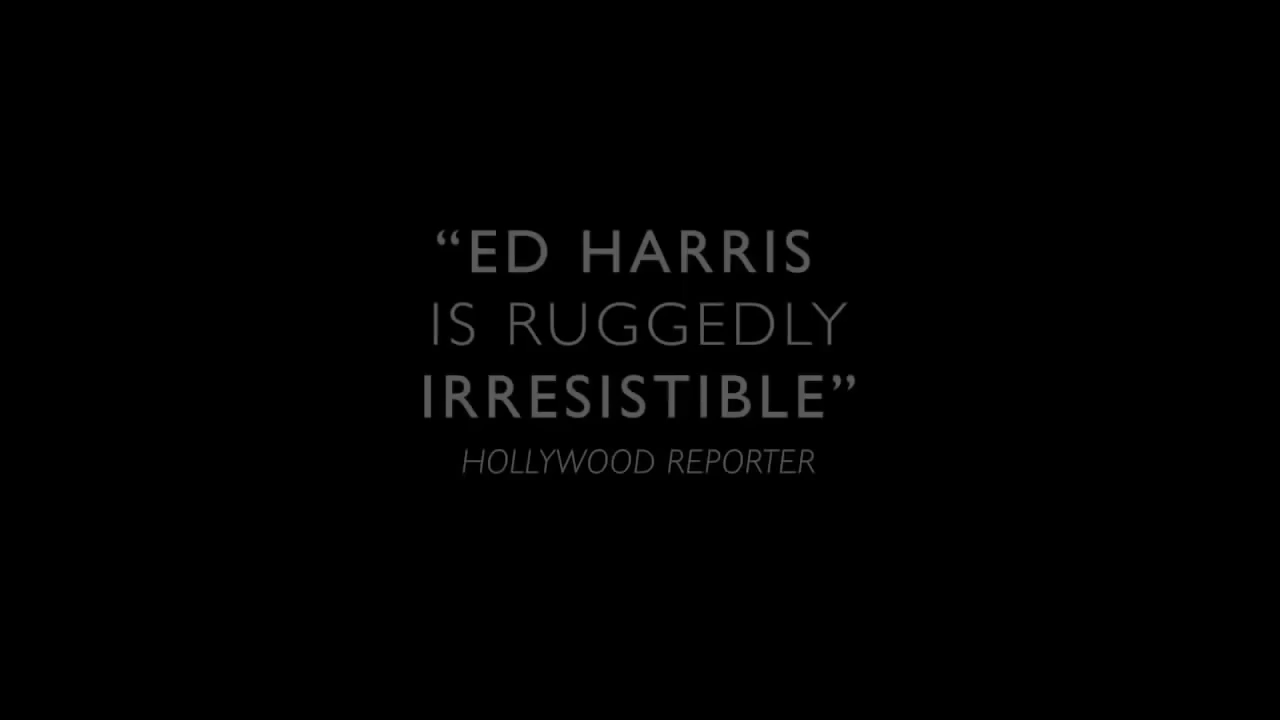 “ED HARRIS
IS RUGGEDLY
IRRESISTIBLE”
HOLLYWOOD REPORTER